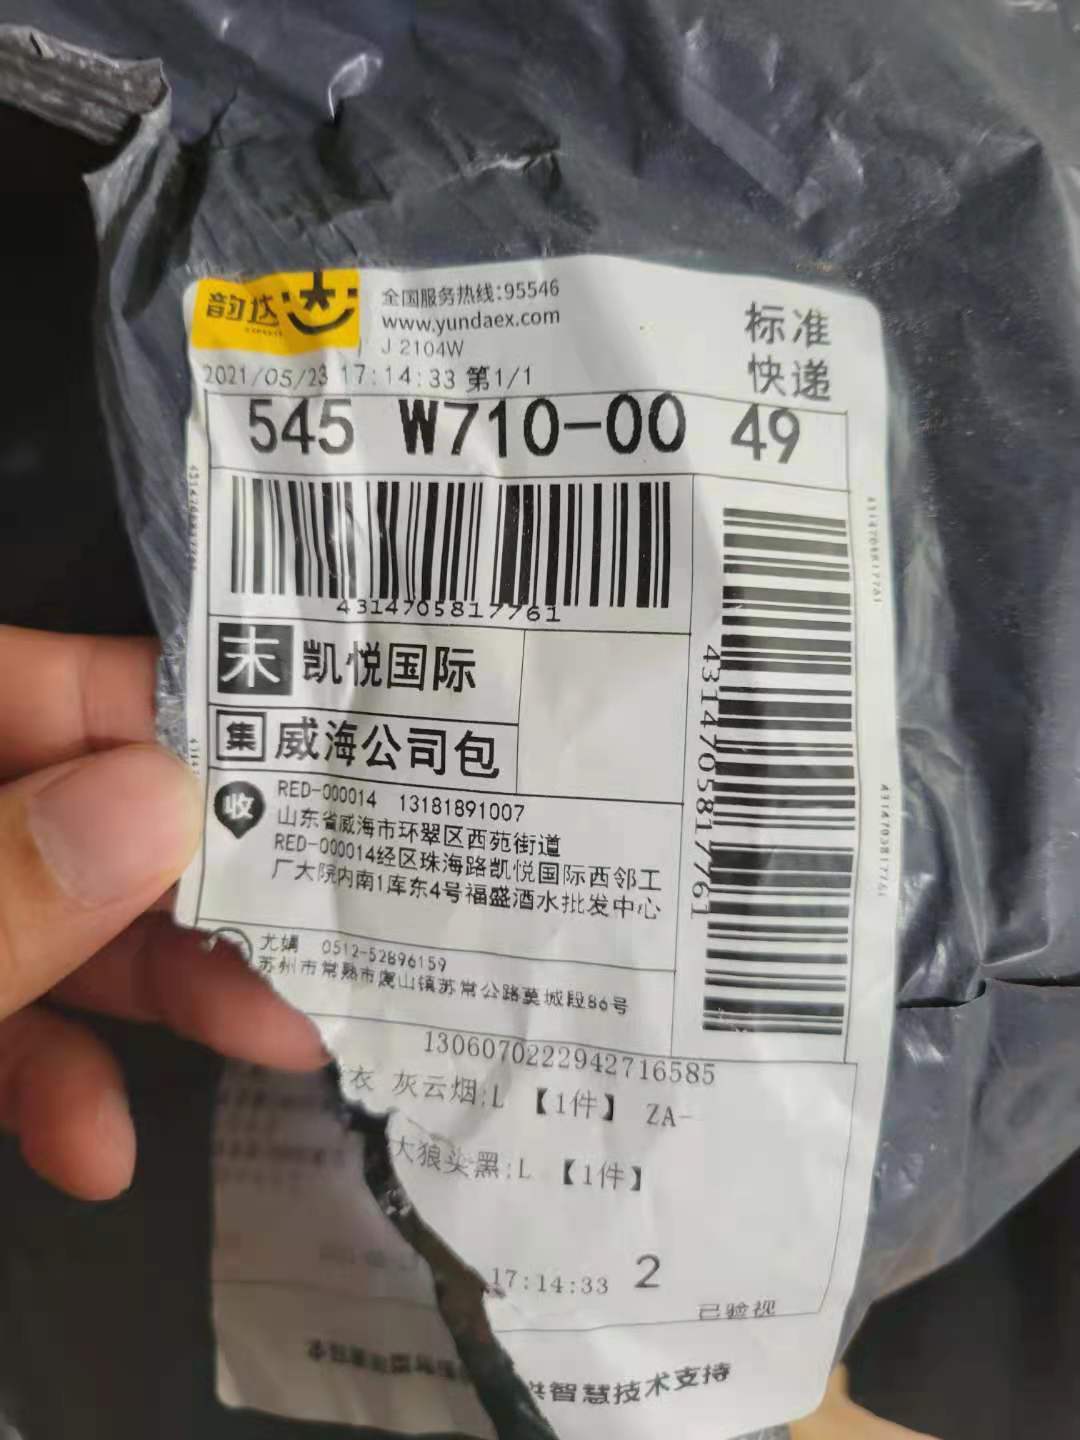 韵达
全国服务热线:95546
www.yundaex.com
J 2104W
标准
快递
2021/05/23 17:14:33 第1/1
545 W710-00 49
4314705817761
4314705817761
末 凯悦国际
集 威海公司包
收 RED-000014 13181891007
山东省威海市环翠区西苑街道
RED-000014经区珠海路凯悦国际西邻工
厂大院内南1库东4号福盛酒水批发中心
尤娟 0512-52896159
苏州市常熟市虞山镇苏常公路莫城段86号
1306070222942716585
衣 灰云烟;L 【1件】 ZA-
大狼头黑;L 【1件】
17:14:33 2
已验视
供智慧技术支持